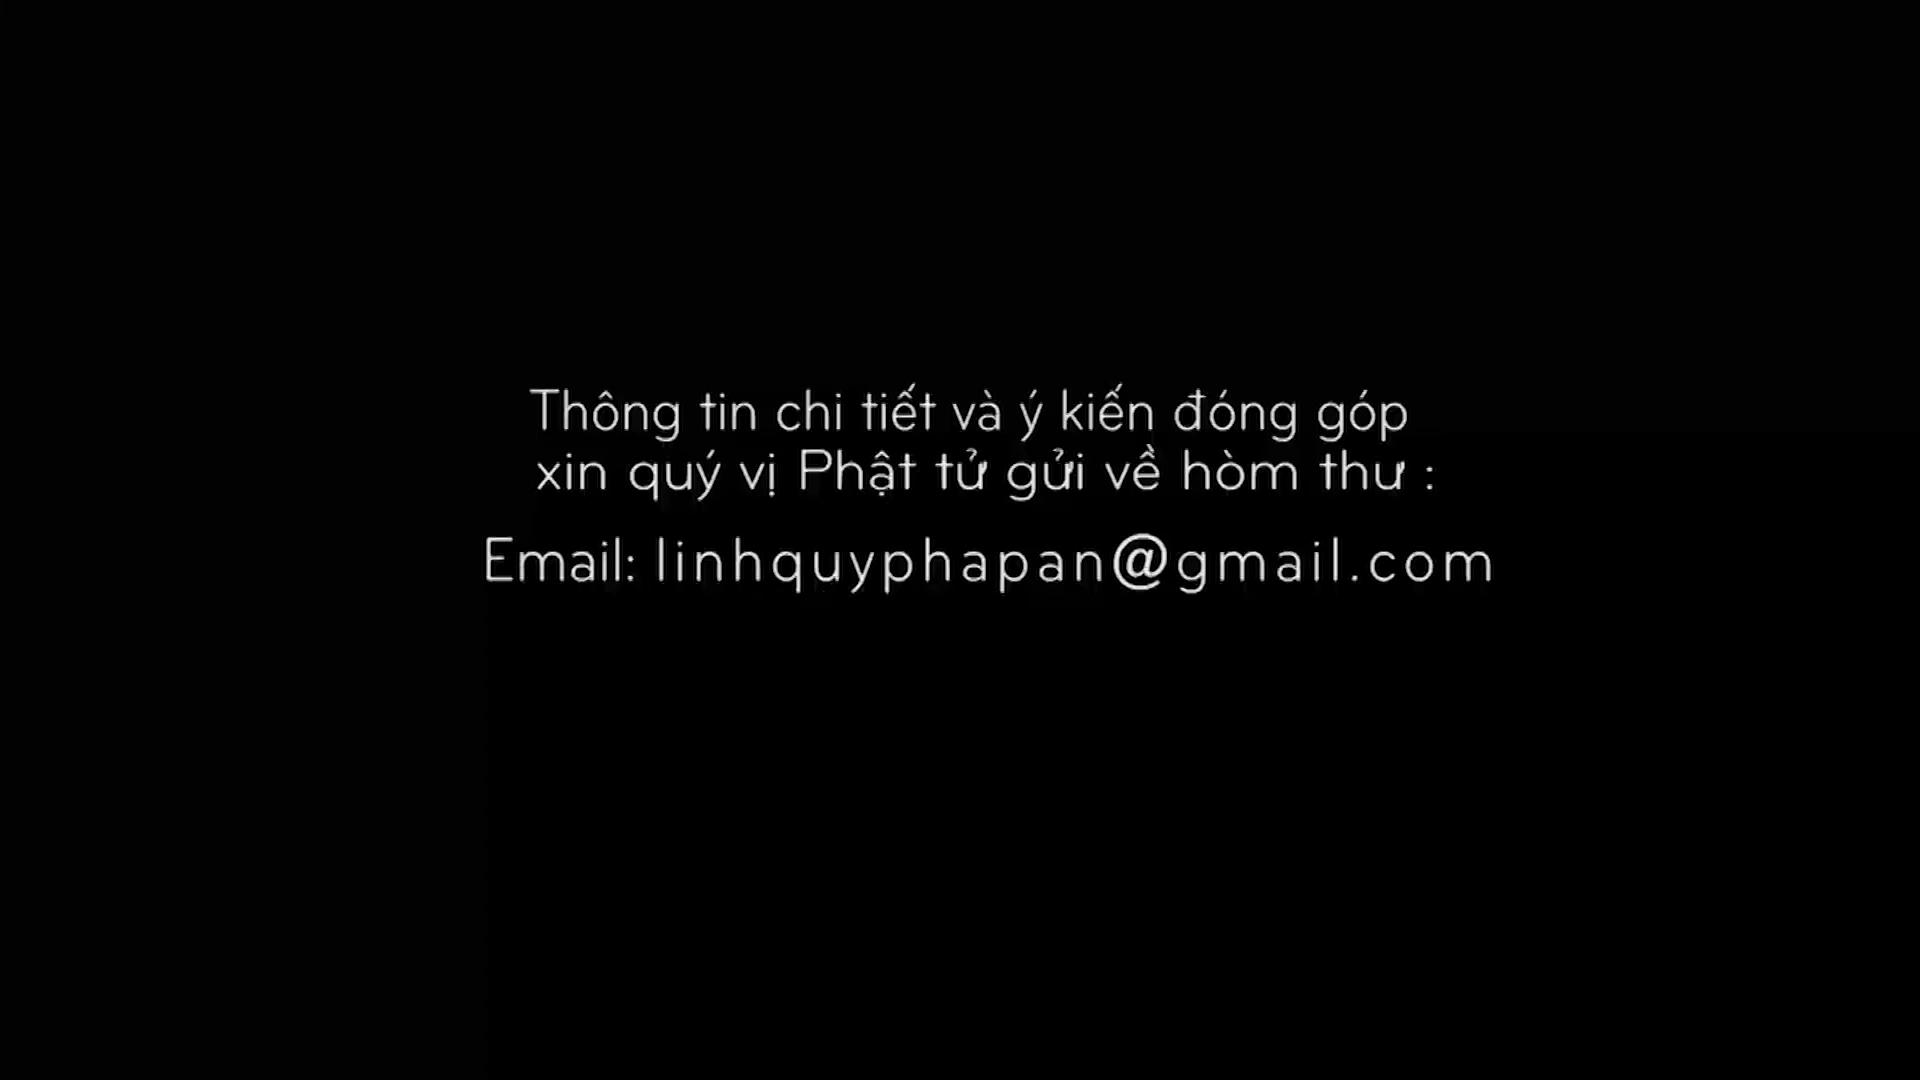 Thông tin chi tiết và ý kiến đóng góp
xin quý vị Phật tử gửi về hòm thư :
Email: linhquyphapan@gmail.com